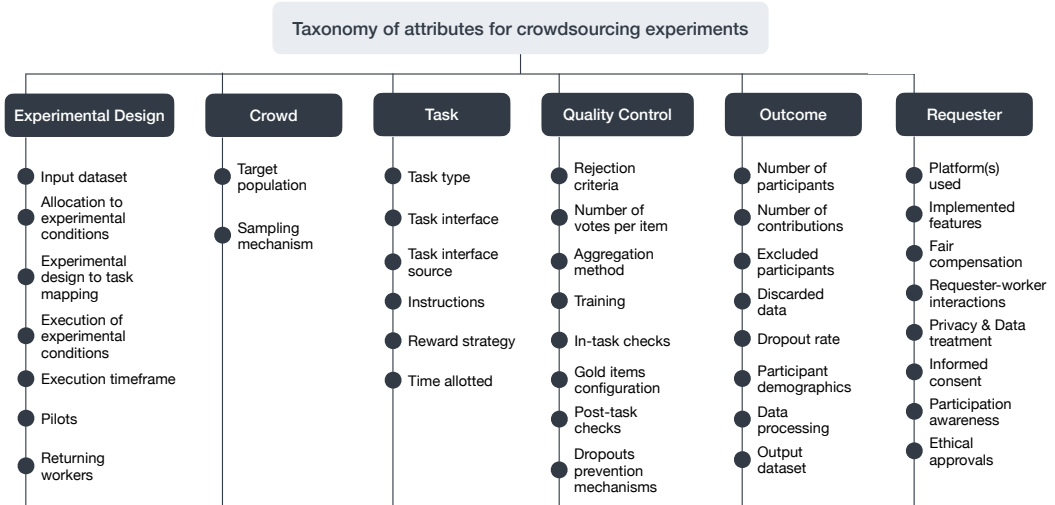 Taxonomy of attributes for crowdsourcing experiments
Experimental Design
Input dataset
Allocation to
experimental
conditions
Experimental
design to task
mapping
Execution of
experimental
conditions
Execution timeframe
Pilots
Returning
workers
Crowd
Target
population
Sampling
mechanism
Task
Task type
Task interface
Task interface
source
Instructions
Reward strategy
Time allotted
Quality Control
Rejection
criteria
Number of
votes per item
Aggregation
method
Training
In-task checks
Gold items
configuration
Post-task
checks
Dropouts
prevention
mechanisms
Outcome
Number of
participants
Number of
contributions
Excluded
participants
Discarded
data
Dropout rate
Participant
demographics
Data
processing
Output
dataset
Requester
Platform(s)
used
Implemented
features
Fair
compensation
Requester-worker
interactions
Privacy & Data
treatment
Informed
consent
Participation
awareness
Ethical
approvals